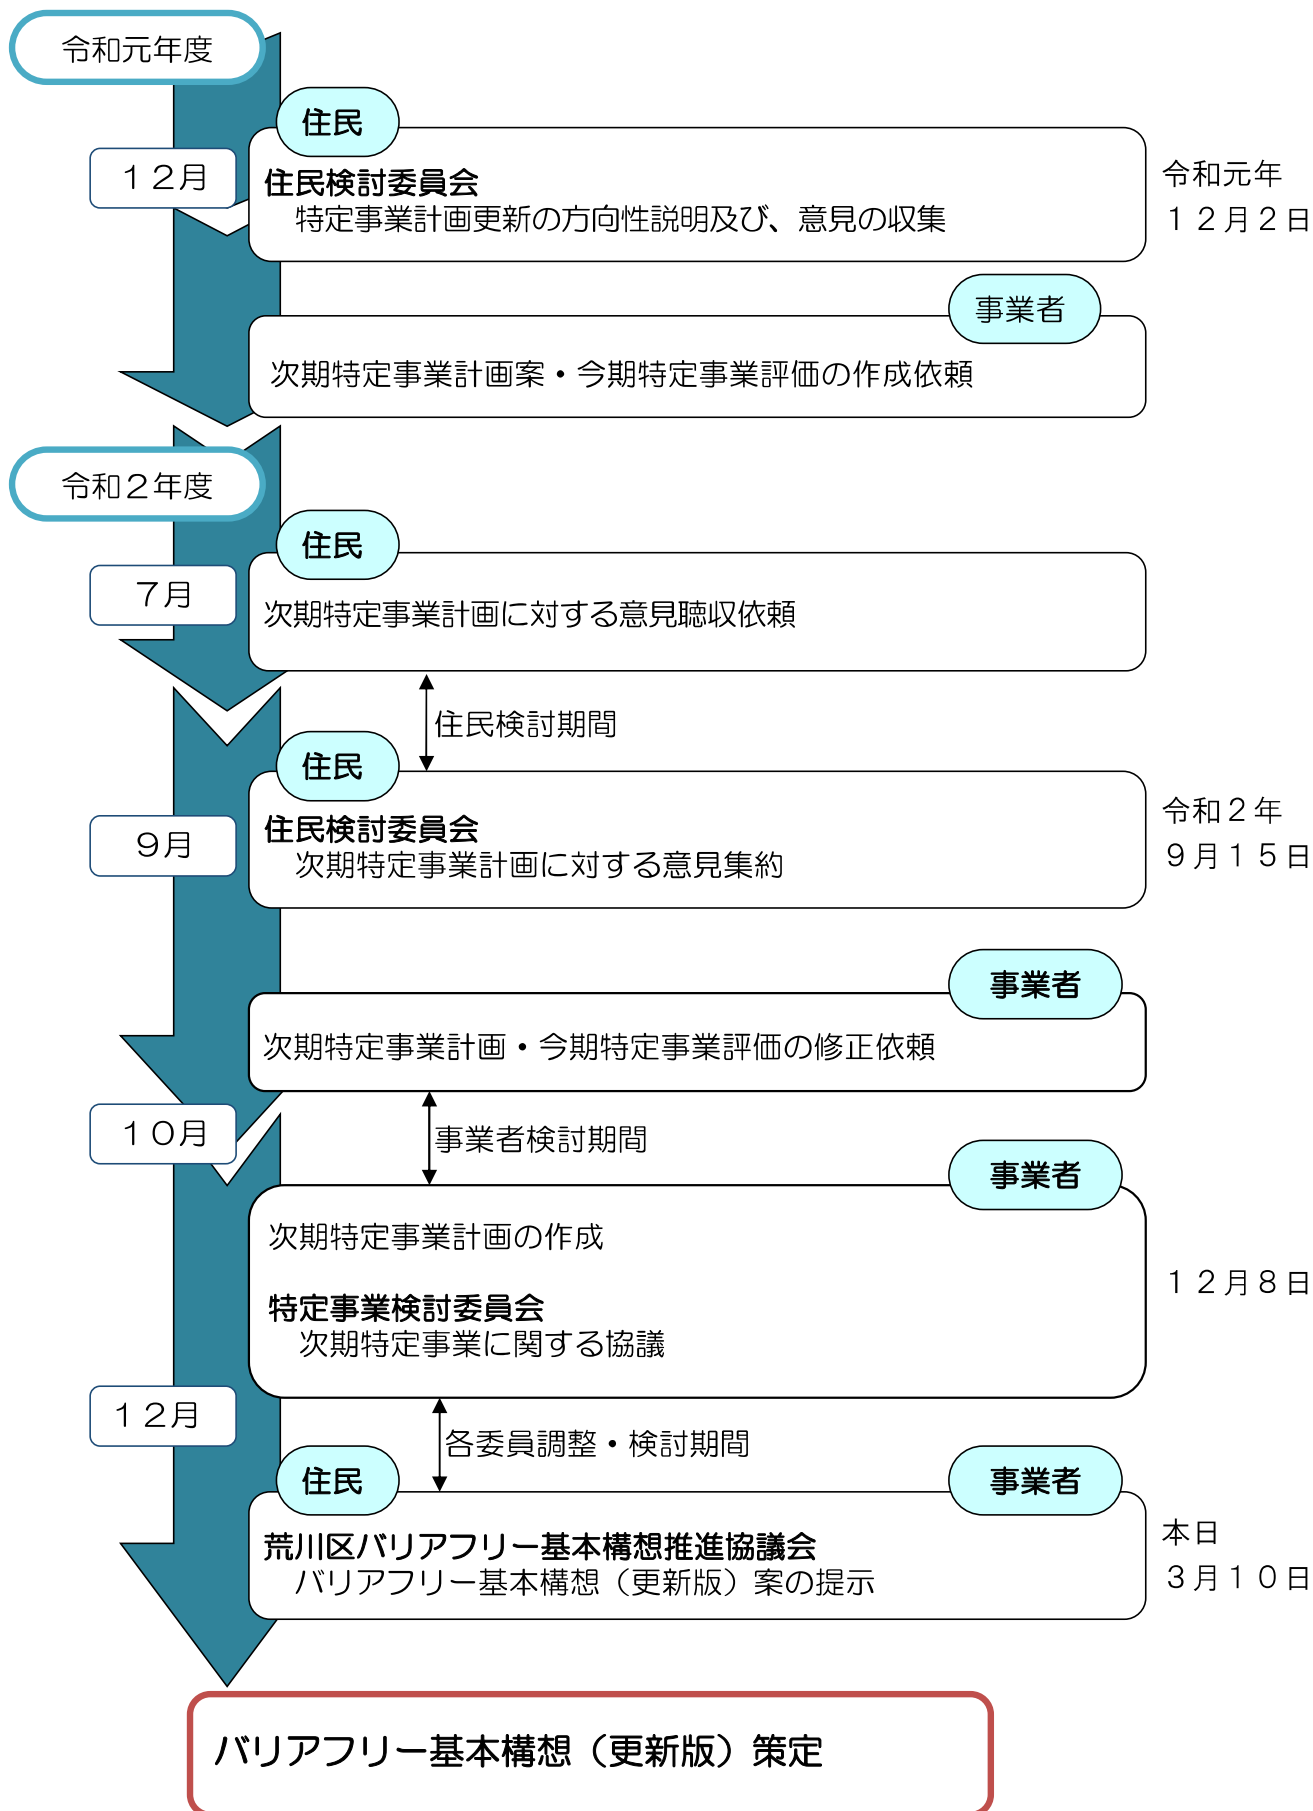 令和元年度
住民
１２月
住民検討委員会
特定事業計画更新の方向性説明及び、意見の収集
令和元年
１２月２日
事業者
次期特定事業計画案・今期特定事業評価の作成依頼
令和２年度
住民
７月
次期特定事業計画に対する意見聴収依頼
住民検討期間
住民
９月
住民検討委員会
次期特定事業計画に対する意見集約
令和２年
９月１５日
事業者
次期特定事業計画・今期特定事業評価の修正依頼
１０月
事業者検討期間
事業者
次期特定事業計画の作成
特定事業検討委員会
次期特定事業に関する協議
１２月８日
１２月
各委員調整・検討期間
住民
事業者
荒川区バリアフリー基本構想推進協議会
バリアフリー基本構想（更新版）案の提示
本日
３月１０日
バリアフリー基本構想（更新版）策定